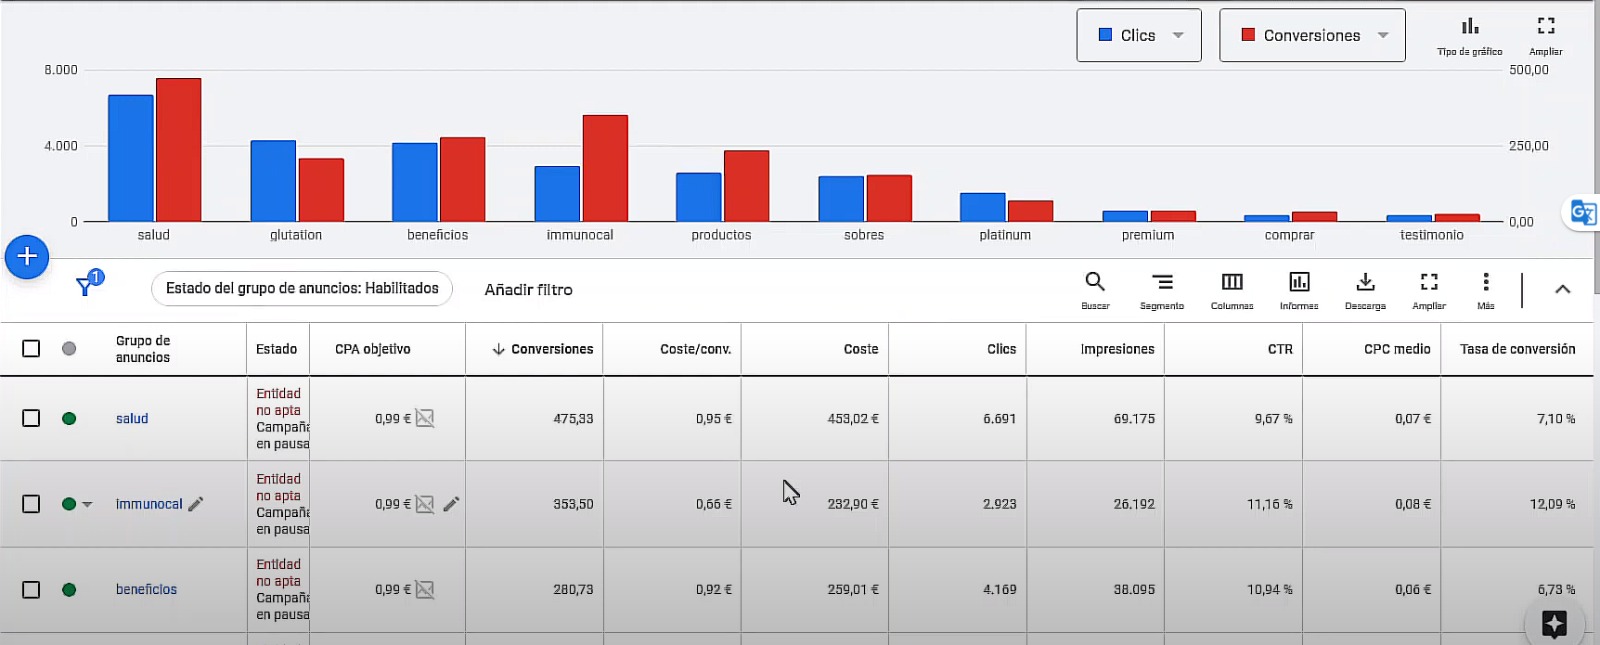 Clics
Conversiones
Tipo de gráfico
Ampliar
8.000
500,00
4.000
250,00
0
0,00
salud
glutation
beneficios
immunocal
productos
sobres
platinum
premium
comprar
testimonio
1
Estado del grupo de anuncios: Habilitados
Añadir filtro
Buscar
Segmento
Columnas
Informes
Descarga
Ampliar
Más
Grupo de
anuncios
Estado
CPA objetivo
Conversiones
Coste/conv.
Coste
Clics
Impresiones
CTR
CPC medio
Tasa de conversión
salud
Entidad
no apta
Campaña
en pausa
0,99 €
475,33
0,95 €
453,02 €
6.691
69.175
9,67 %
0,07 €
7,10 %
immunocal
Entidad
no apta
Campaña
en pausa
0,99 €
353,50
0,66 €
232,90 €
2.923
26.192
11,16 %
0,08 €
12,09 %
beneficios
Entidad
no apta
Campaña
en pausa
0,99 €
280,73
0,92 €
259,01 €
4.169
38.095
10,94 %
0,06 €
6,73 %